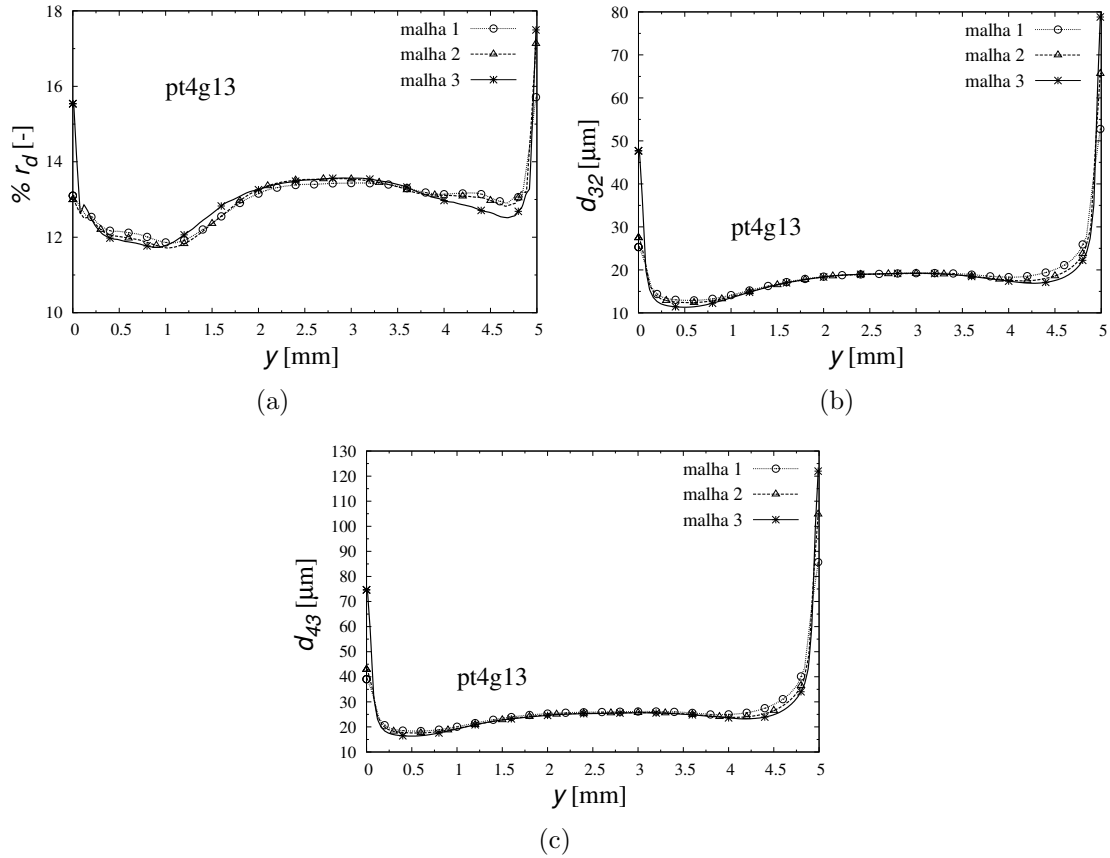 18
16
14
12
10
% r_d [-]
malha 1
malha 2
malha 3
pt4g13
0 0.5 1 1.5 2 2.5 3 3.5 4 4.5 5
y [mm]
(a)
80
70
60
50
40
30
20
10
d_32 [μm]
malha 1
malha 2
malha 3
pt4g13
0 0.5 1 1.5 2 2.5 3 3.5 4 4.5 5
y [mm]
(b)
130
120
110
100
90
80
70
60
50
40
30
20
10
d_43 [μm]
malha 1
malha 2
malha 3
pt4g13
0 0.5 1 1.5 2 2.5 3 3.5 4 4.5 5
y [mm]
(c)